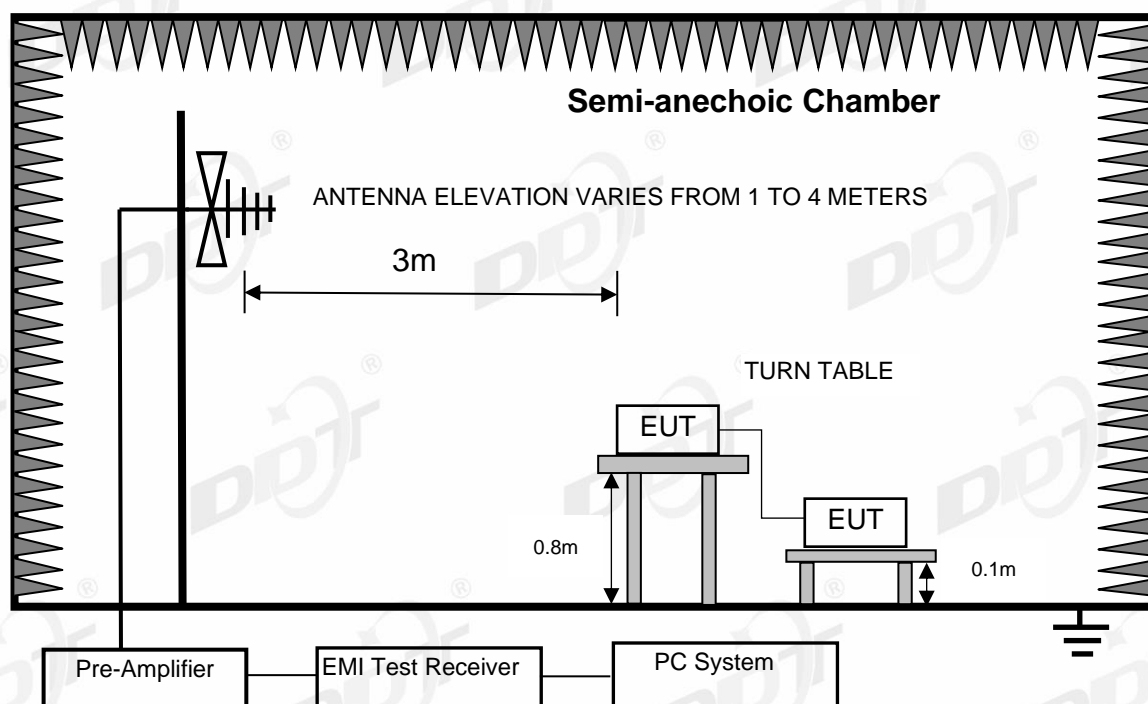 Semi-anechoic Chamber
ANTENNA ELEVATION VARIES FROM 1 TO 4 METERS
3m
TURN TABLE
EUT
EUT
0.8m
0.1m
Pre-Amplifier
EMI Test Receiver
PC System
DDT
®